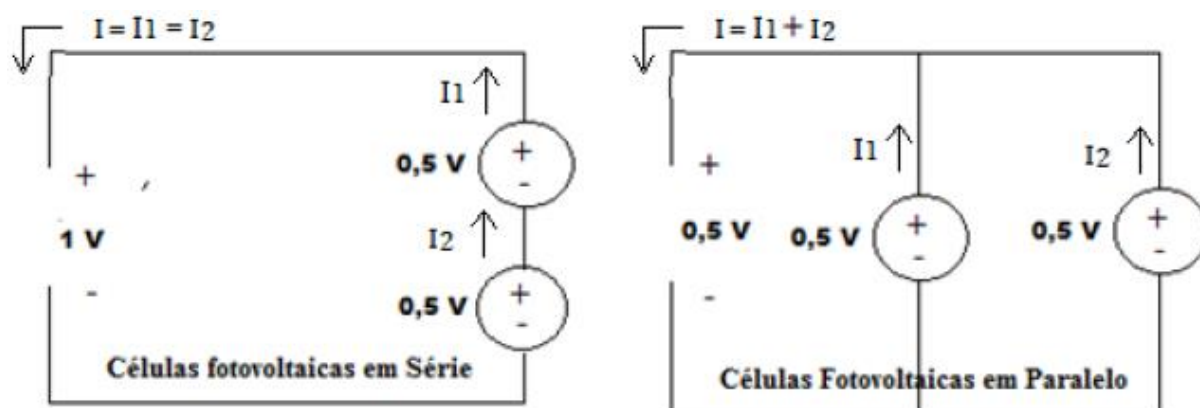 I = I1 = I2
I1
+
0,5 V
+
-
1 V
I2
-
0,5 V
+
-
Células fotovoltaicas em Série
I = I1 + I2
I1
I2
+
0,5 V
-
0,5 V
+
-
0,5 V
+
-
Células Fotovoltaicas em Paralelo